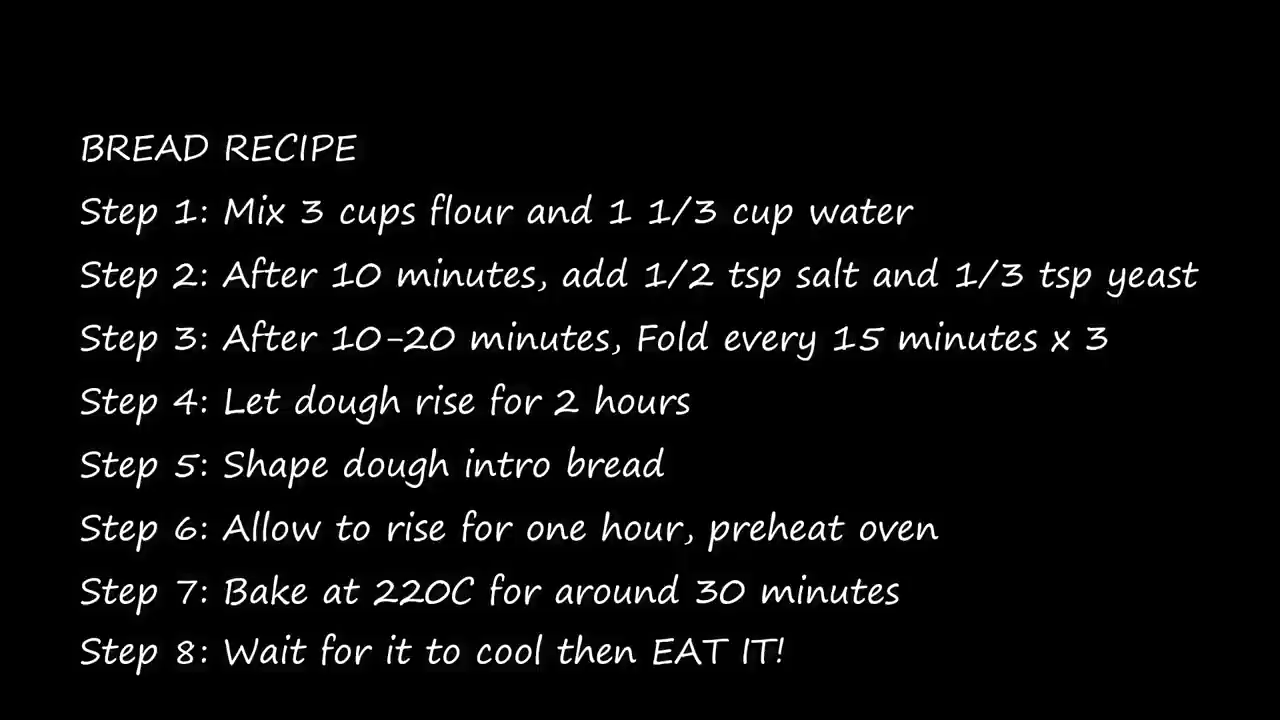 BREAD RECIPE
Step 1: Mix 3 cups flour and 1 1/3 cup water
Step 2: After 10 minutes, add 1/2 tsp salt and 1/3 tsp yeast
Step 3: After 10-20 minutes, Fold every 15 minutes x 3
Step 4: Let dough rise for 2 hours
Step 5: Shape dough intro bread
Step 6: Allow to rise for one hour, preheat oven
Step 7: Bake at 220C for around 30 minutes
Step 8: Wait for it to cool then EAT IT!